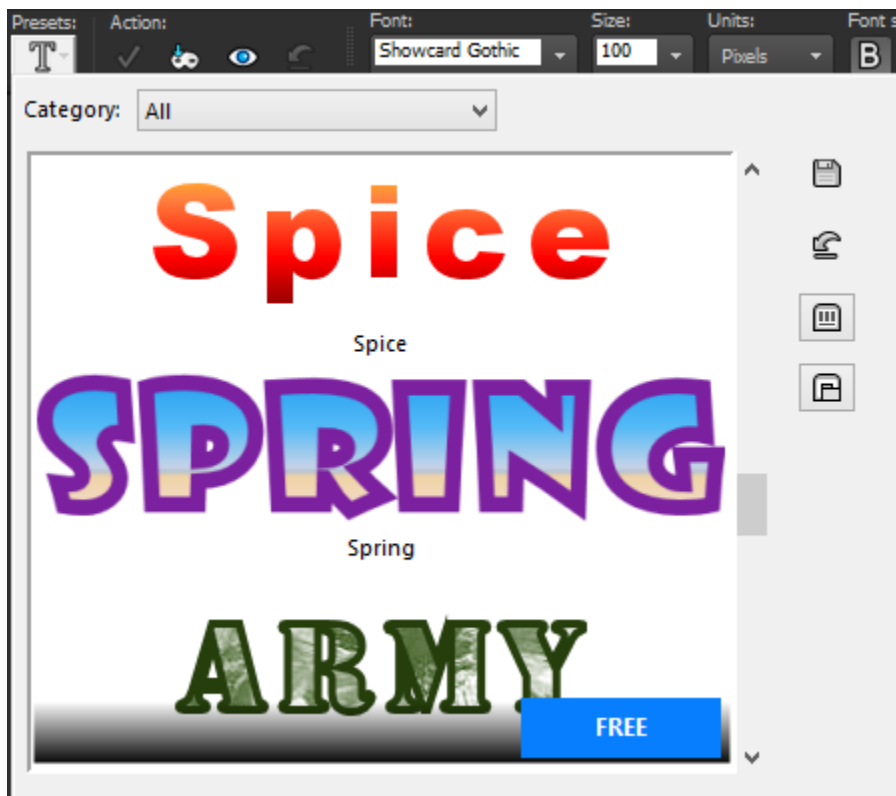 Presets: Action: Font: Size: Units: Font s
T Showcard Gothic 100 Pixels B
Category: All
Spice
Spice
SPRING
Spring
ARMY
FREE